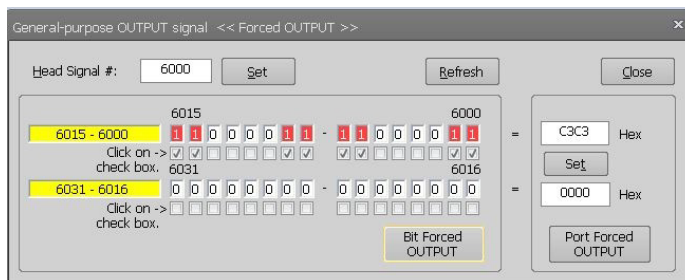 General-purpose OUTPUT signal << Forced OUTPUT >> ×
Head Signal #: 6000 Set Refresh Close
6015 6000
6015 - 6000 1 1 0 0 0 0 1 1 - 1 1 0 0 0 0 1 1 = C3C3 Hex
Click on -> check box.
Set
6031 6016
6031 - 6016 0 0 0 0 0 0 0 0 - 0 0 0 0 0 0 0 0 = 0000 Hex
Click on -> check box.
Bit Forced OUTPUT
Port Forced OUTPUT